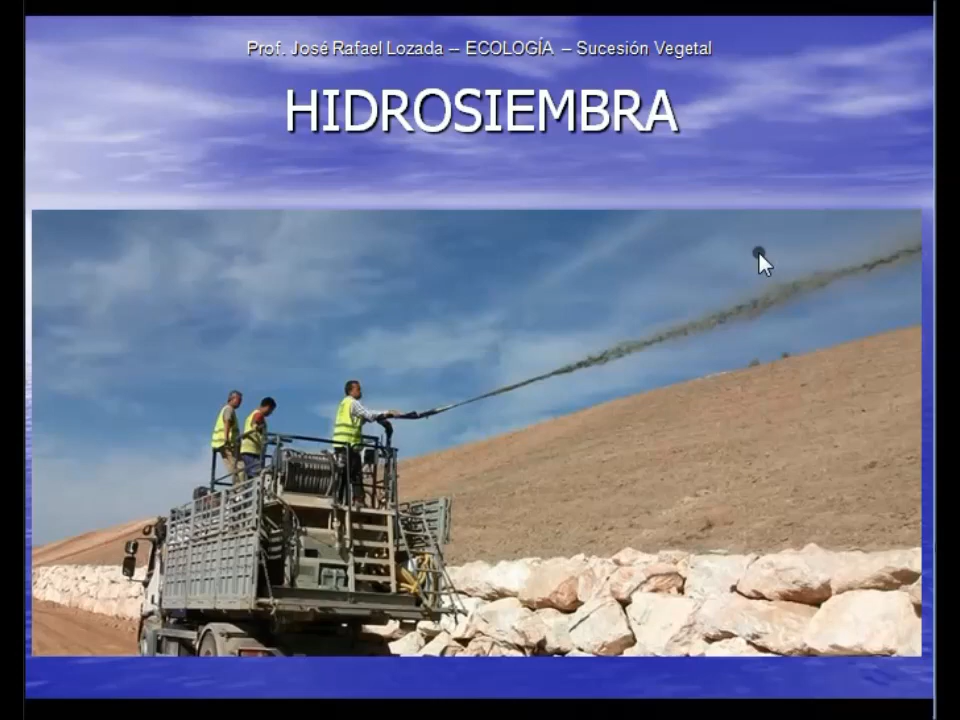 Prof. José Rafael Lozada – ECOLOGÍA – Sucesión Vegetal
HIDROSIEMBRA